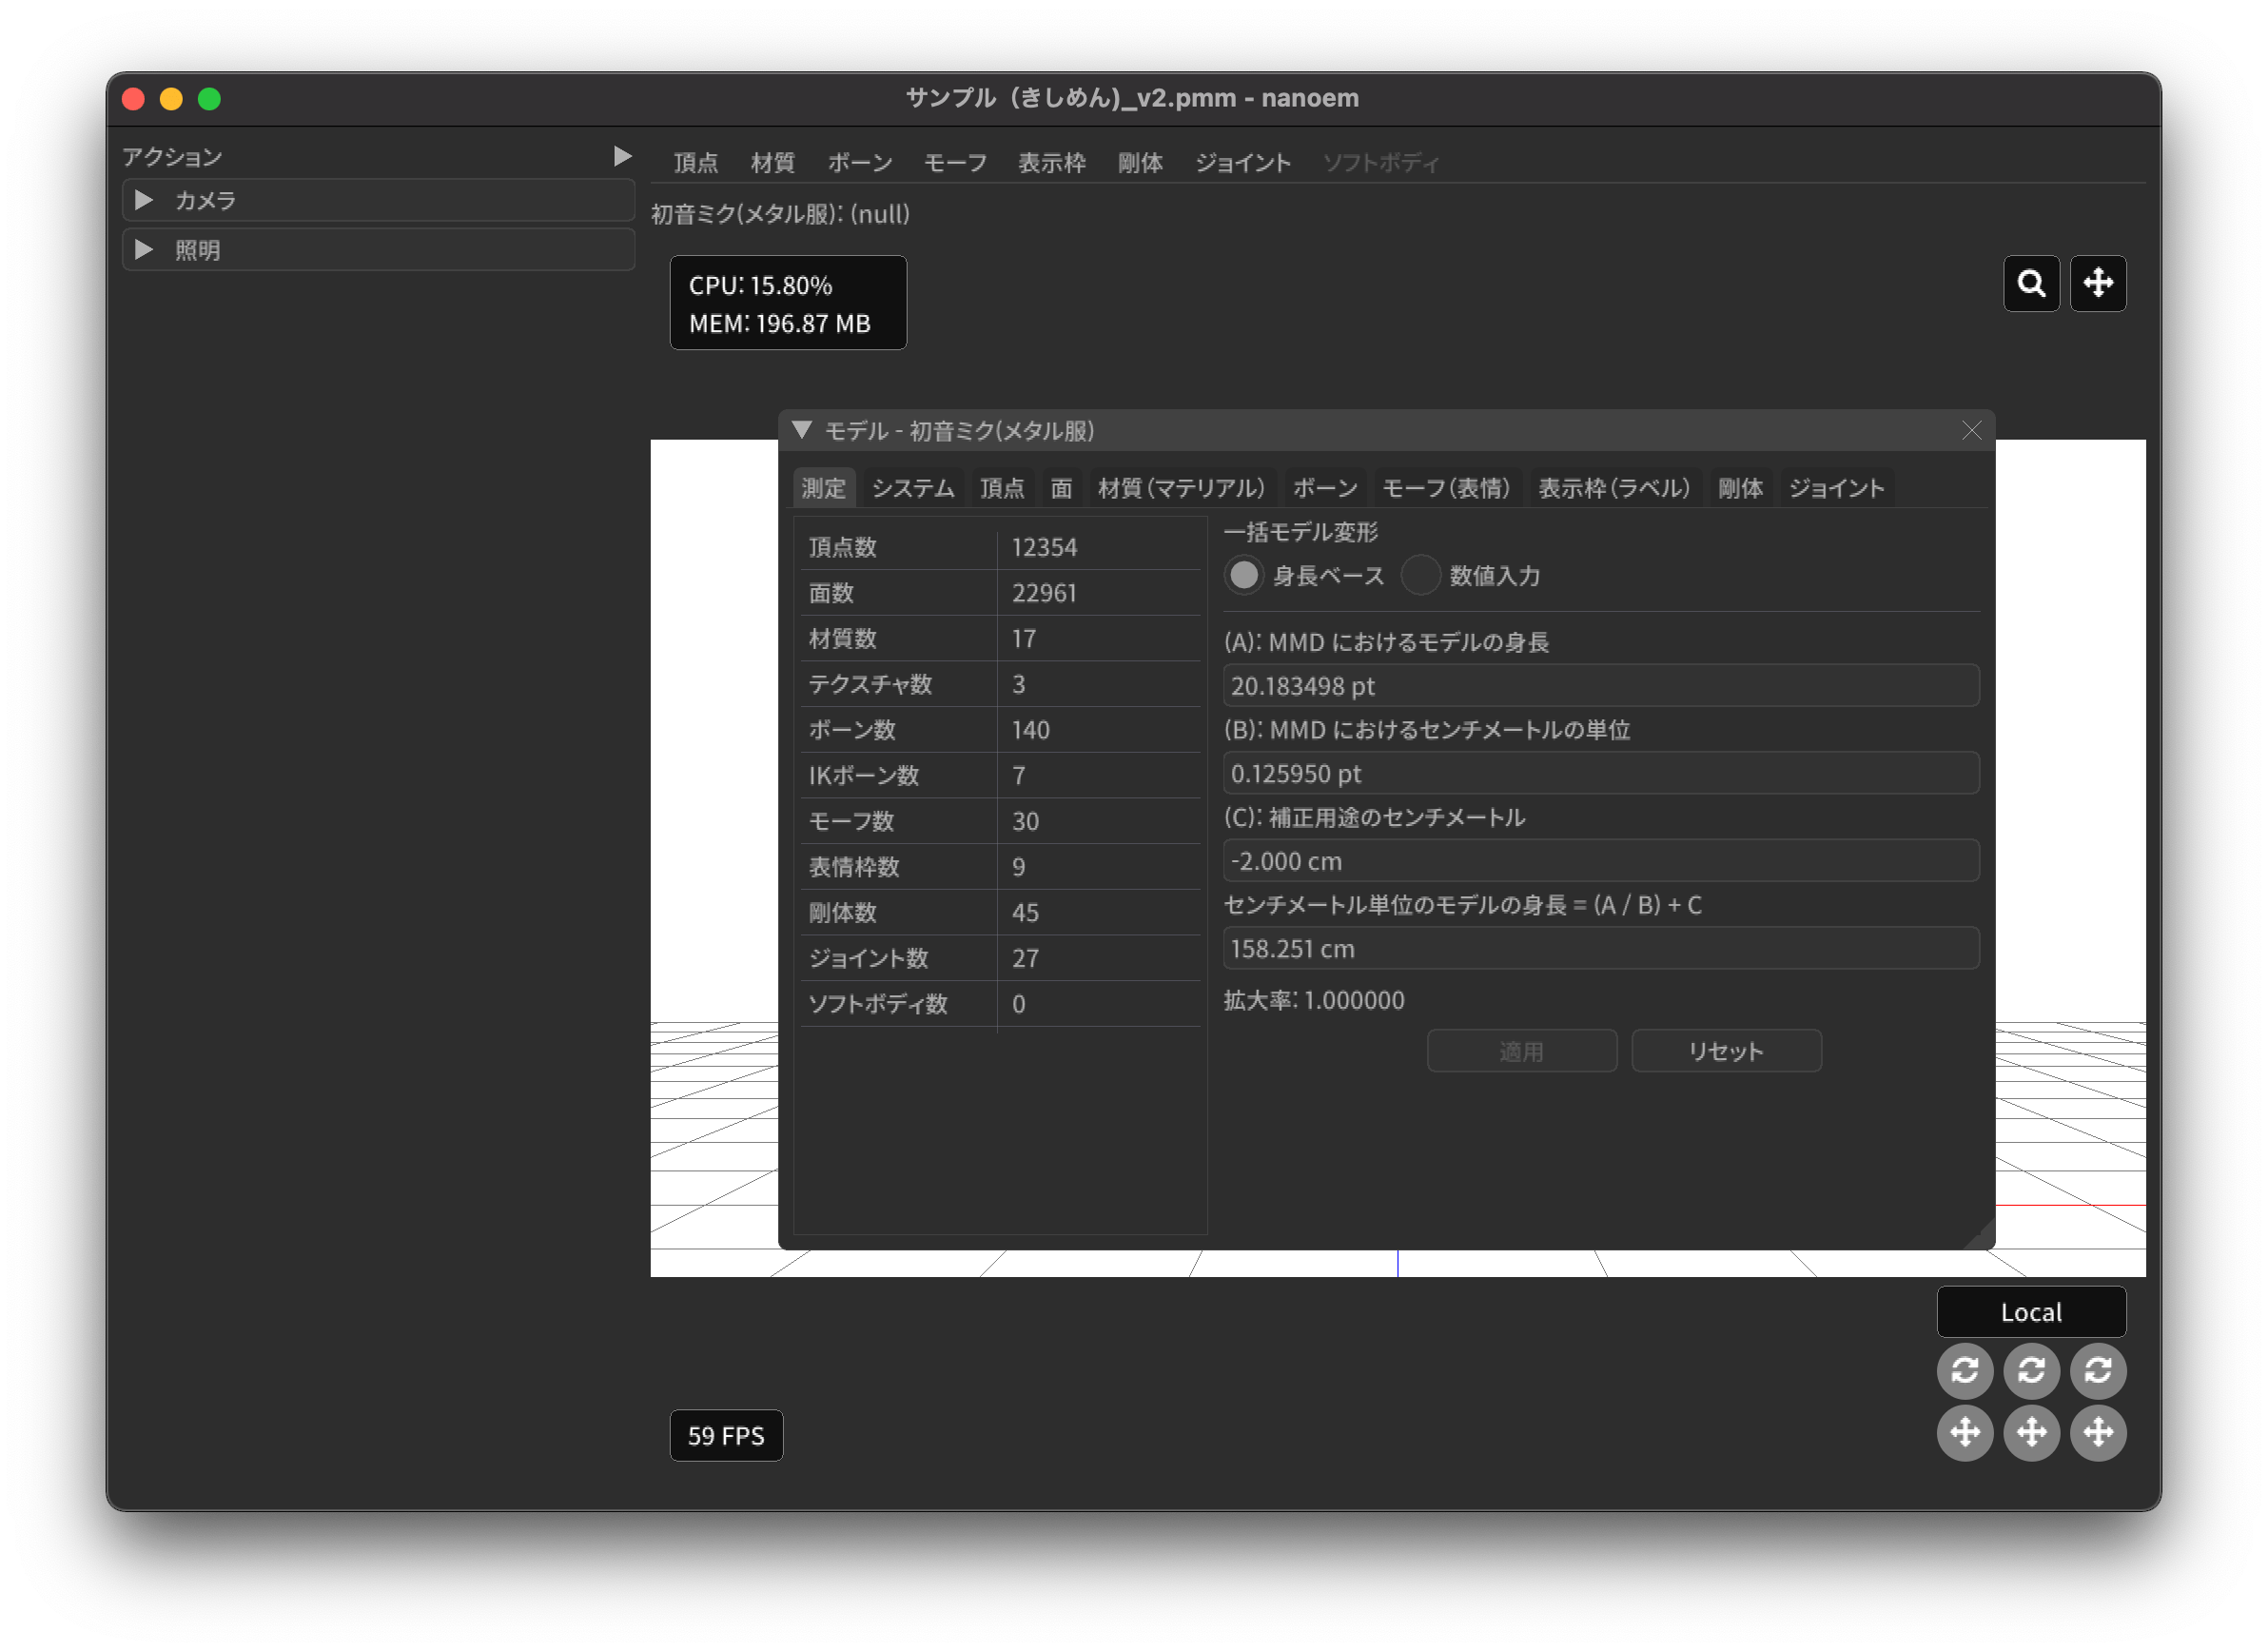 サンプル（きしめん)_v2.pmm - nanoem
アクション
カメラ
照明
頂点 材質 ボーン モーフ 表示枠 剛体 ジョイント ソフトボディ
初音ミク(メタル服): (null)
CPU: 15.80%
MEM: 196.87 MB
モデル - 初音ミク(メタル服)
測定 システム 頂点 面 材質（マテリアル） ボーン モーフ（表情） 表示枠（ラベル） 剛体 ジョイント
頂点数 12354
面数 22961
材質数 17
テクスチャ数 3
ボーン数 140
IKボーン数 7
モーフ数 30
表情枠数 9
剛体数 45
ジョイント数 27
ソフトボディ数 0
一括モデル変形
身長ベース 数値入力
(A): MMD におけるモデルの身長
20.183498 pt
(B): MMD におけるセンチメートルの単位
0.125950 pt
(C): 補正用途のセンチメートル
-2.000 cm
センチメートル単位のモデルの身長 = (A / B) + C
158.251 cm
拡大率: 1.000000
適用 リセット
Local
59 FPS